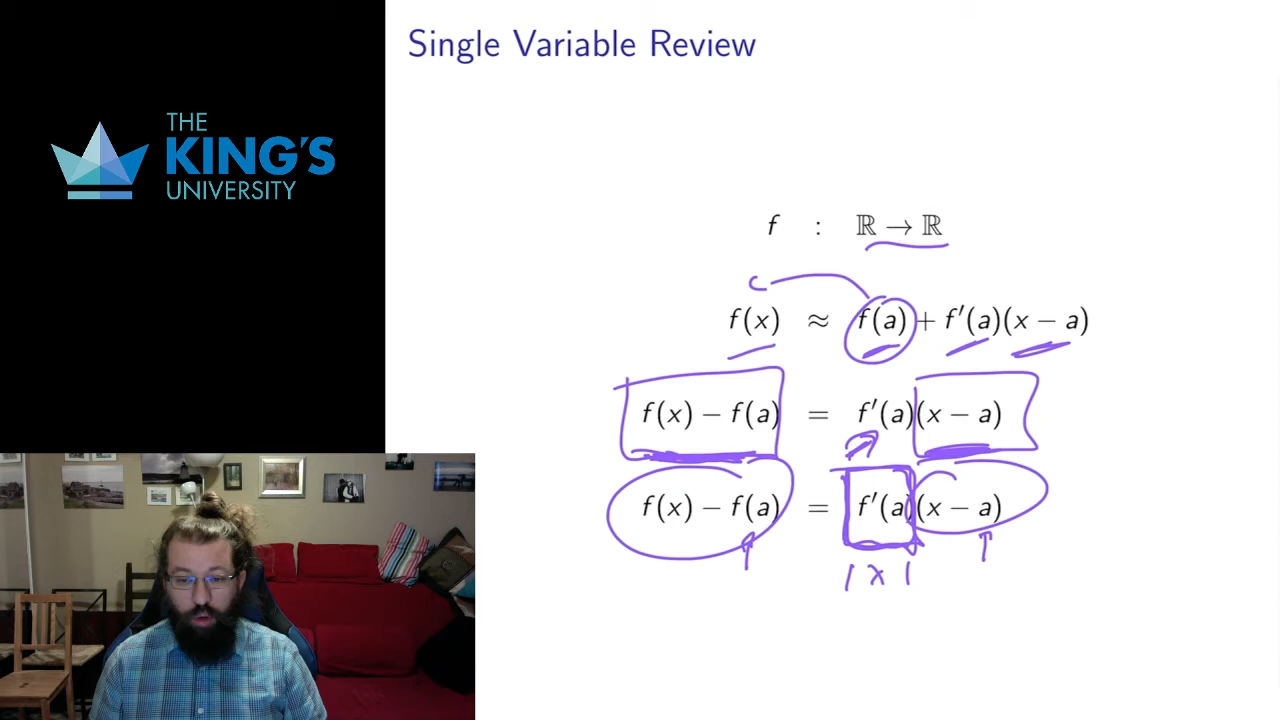 THE
KING'S
UNIVERSITY
Single Variable Review
f : ℝ → ℝ
f(x) ≈ f(a) + f′(a)(x − a)
f(x) − f(a) = f′(a)(x − a)
f(x) − f(a) = f′(a)(x − a)
1 x 1